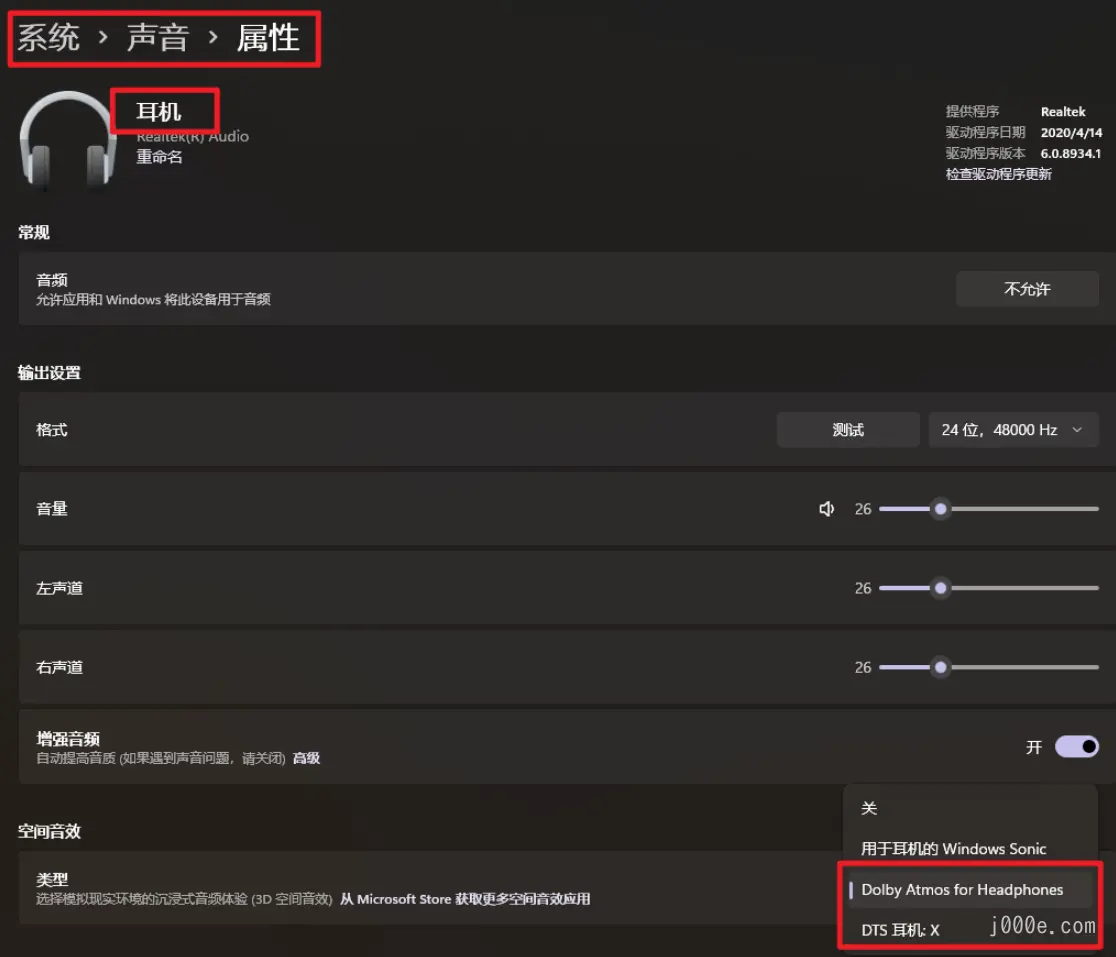 系统 › 声音 › 属性
耳机
Realtek(R) Audio
重命名
提供程序 Realtek
驱动程序日期 2020/4/14
驱动程序版本 6.0.8934.1
检查驱动程序更新
常规
音频
允许应用和 Windows 将此设备用于音频
不允许
输出设置
格式
测试
24 位，48000 Hz
音量
26
左声道
26
右声道
26
增强音频
自动提高音质 (如果遇到声音问题，请关闭) 高级
开
空间音效
类型
选择模拟现实环境的沉浸式音频体验 (3D 空间音效) 从 Microsoft Store 获取更多空间音效应用
关
用于耳机的 Windows Sonic
Dolby Atmos for Headphones
DTS 耳机: X
j000e.com